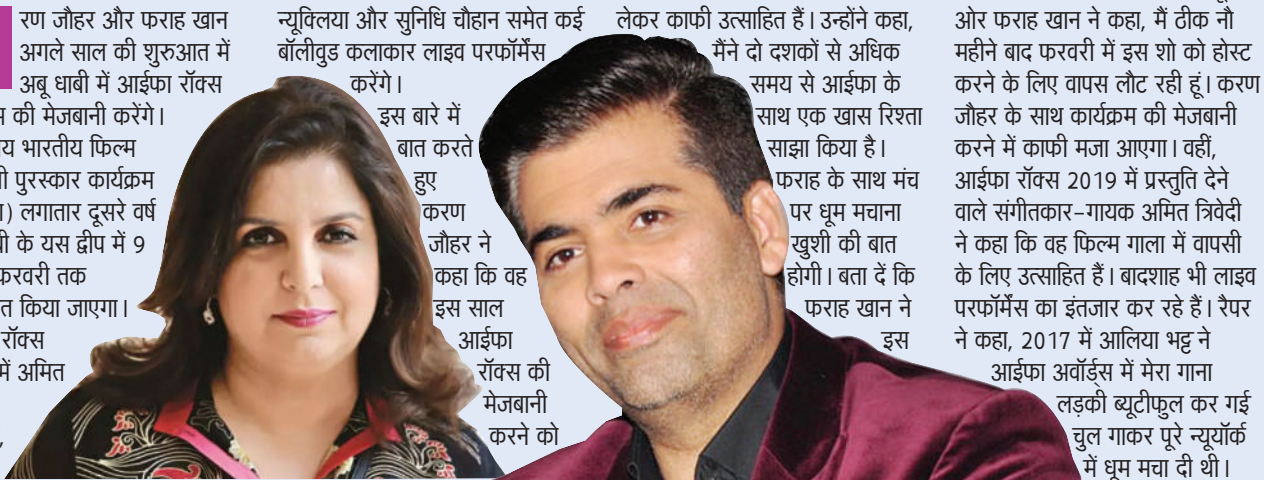 रण जौहर और फराह खान
अगले साल की शुरुआत में
अबू धाबी में आईफा रॉक्स
की मेजबानी करेंगे।
य भारतीय फिल्म
पुरस्कार कार्यक्रम
) लगातार दूसरे वर्ष
के यस द्वीप में 9
फरवरी तक
त किया जाएगा।
रॉक्स
में अमित
न्यूक्लिया और सुनिधि चौहान समेत कई
बॉलीवुड कलाकार लाइव परफॉर्मेंस
करेंगे।
इस बारे में
बात करते
हुए
करण
जौहर ने
कहा कि वह
इस साल
आईफा
रॉक्स की
मेजबानी
करने को
लेकर काफी उत्साहित हैं। उन्होंने कहा,
मैंने दो दशकों से अधिक
समय से आईफा के
साथ एक खास रिश्ता
साझा किया है।
फराह के साथ मंच
पर धूम मचाना
खुशी की बात
होगी। बता दें कि
फराह खान ने
इस
ओर फराह खान ने कहा, मैं ठीक नौ
महीने बाद फरवरी में इस शो को होस्ट
करने के लिए वापस लौट रही हूं। करण
जौहर के साथ कार्यक्रम की मेजबानी
करने में काफी मजा आएगा। वहीं,
आईफा रॉक्स 2019 में प्रस्तुति देने
वाले संगीतकार-गायक अमित त्रिवेदी
ने कहा कि वह फिल्म गाला में वापसी
के लिए उत्साहित हैं। बादशाह भी लाइव
परफॉर्मेंस का इंतजार कर रहे हैं। रैपर
ने कहा, 2017 में आलिया भट्ट ने
आईफा अवॉर्ड्स में मेरा गाना
लड़की ब्यूटीफुल कर गई
चुल गाकर पूरे न्यूयॉर्क
में धूम मचा दी थी।